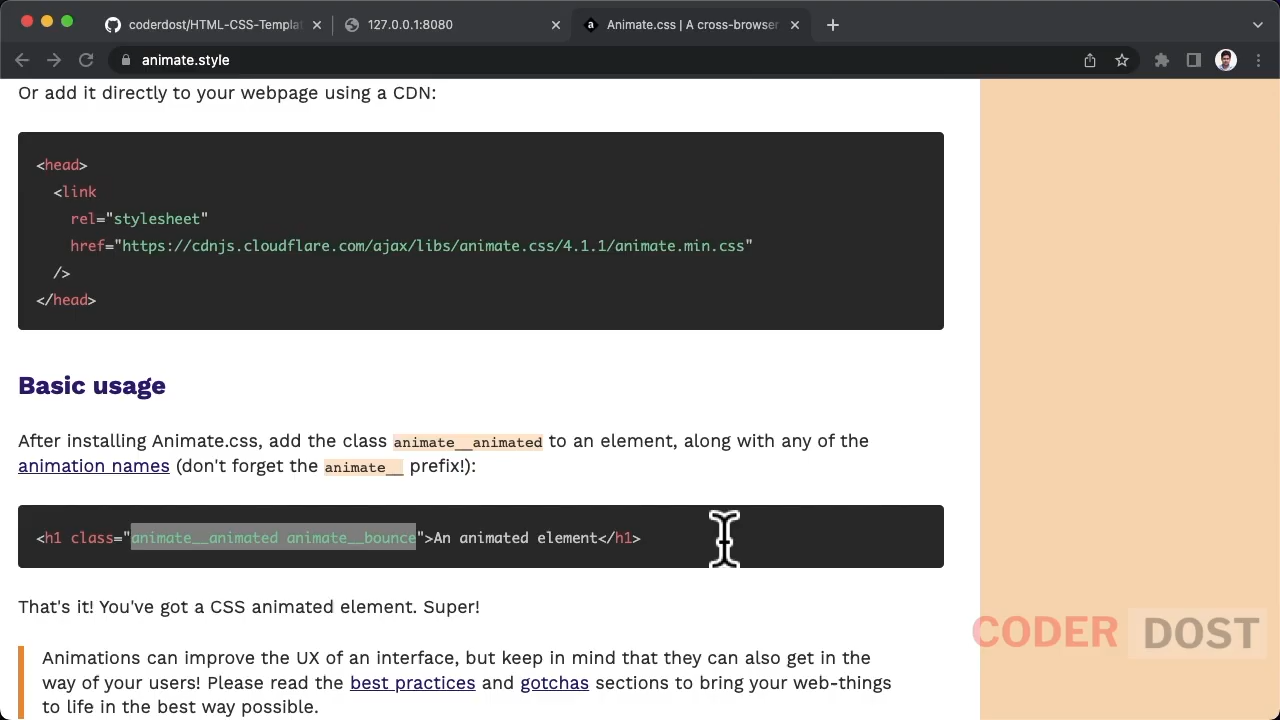 coderdost/HTML-CSS-Templa
127.0.0.1:8080
Animate.css | A cross-browser
animate.style
Or add it directly to your webpage using a CDN:
<head>
<link
rel="stylesheet"
href="https://cdnjs.cloudflare.com/ajax/libs/animate.css/4.1.1/animate.min.css"
/>
</head>
Basic usage
After installing Animate.css, add the class animate__animated to an element, along with any of the
animation names (don't forget the animate__ prefix!):
<h1 class="animate__animated animate__bounce">An animated element</h1>
That's it! You've got a CSS animated element. Super!
Animations can improve the UX of an interface, but keep in mind that they can also get in the
way of your users! Please read the best practices and gotchas sections to bring your web-things
to life in the best way possible.
CODER DOST